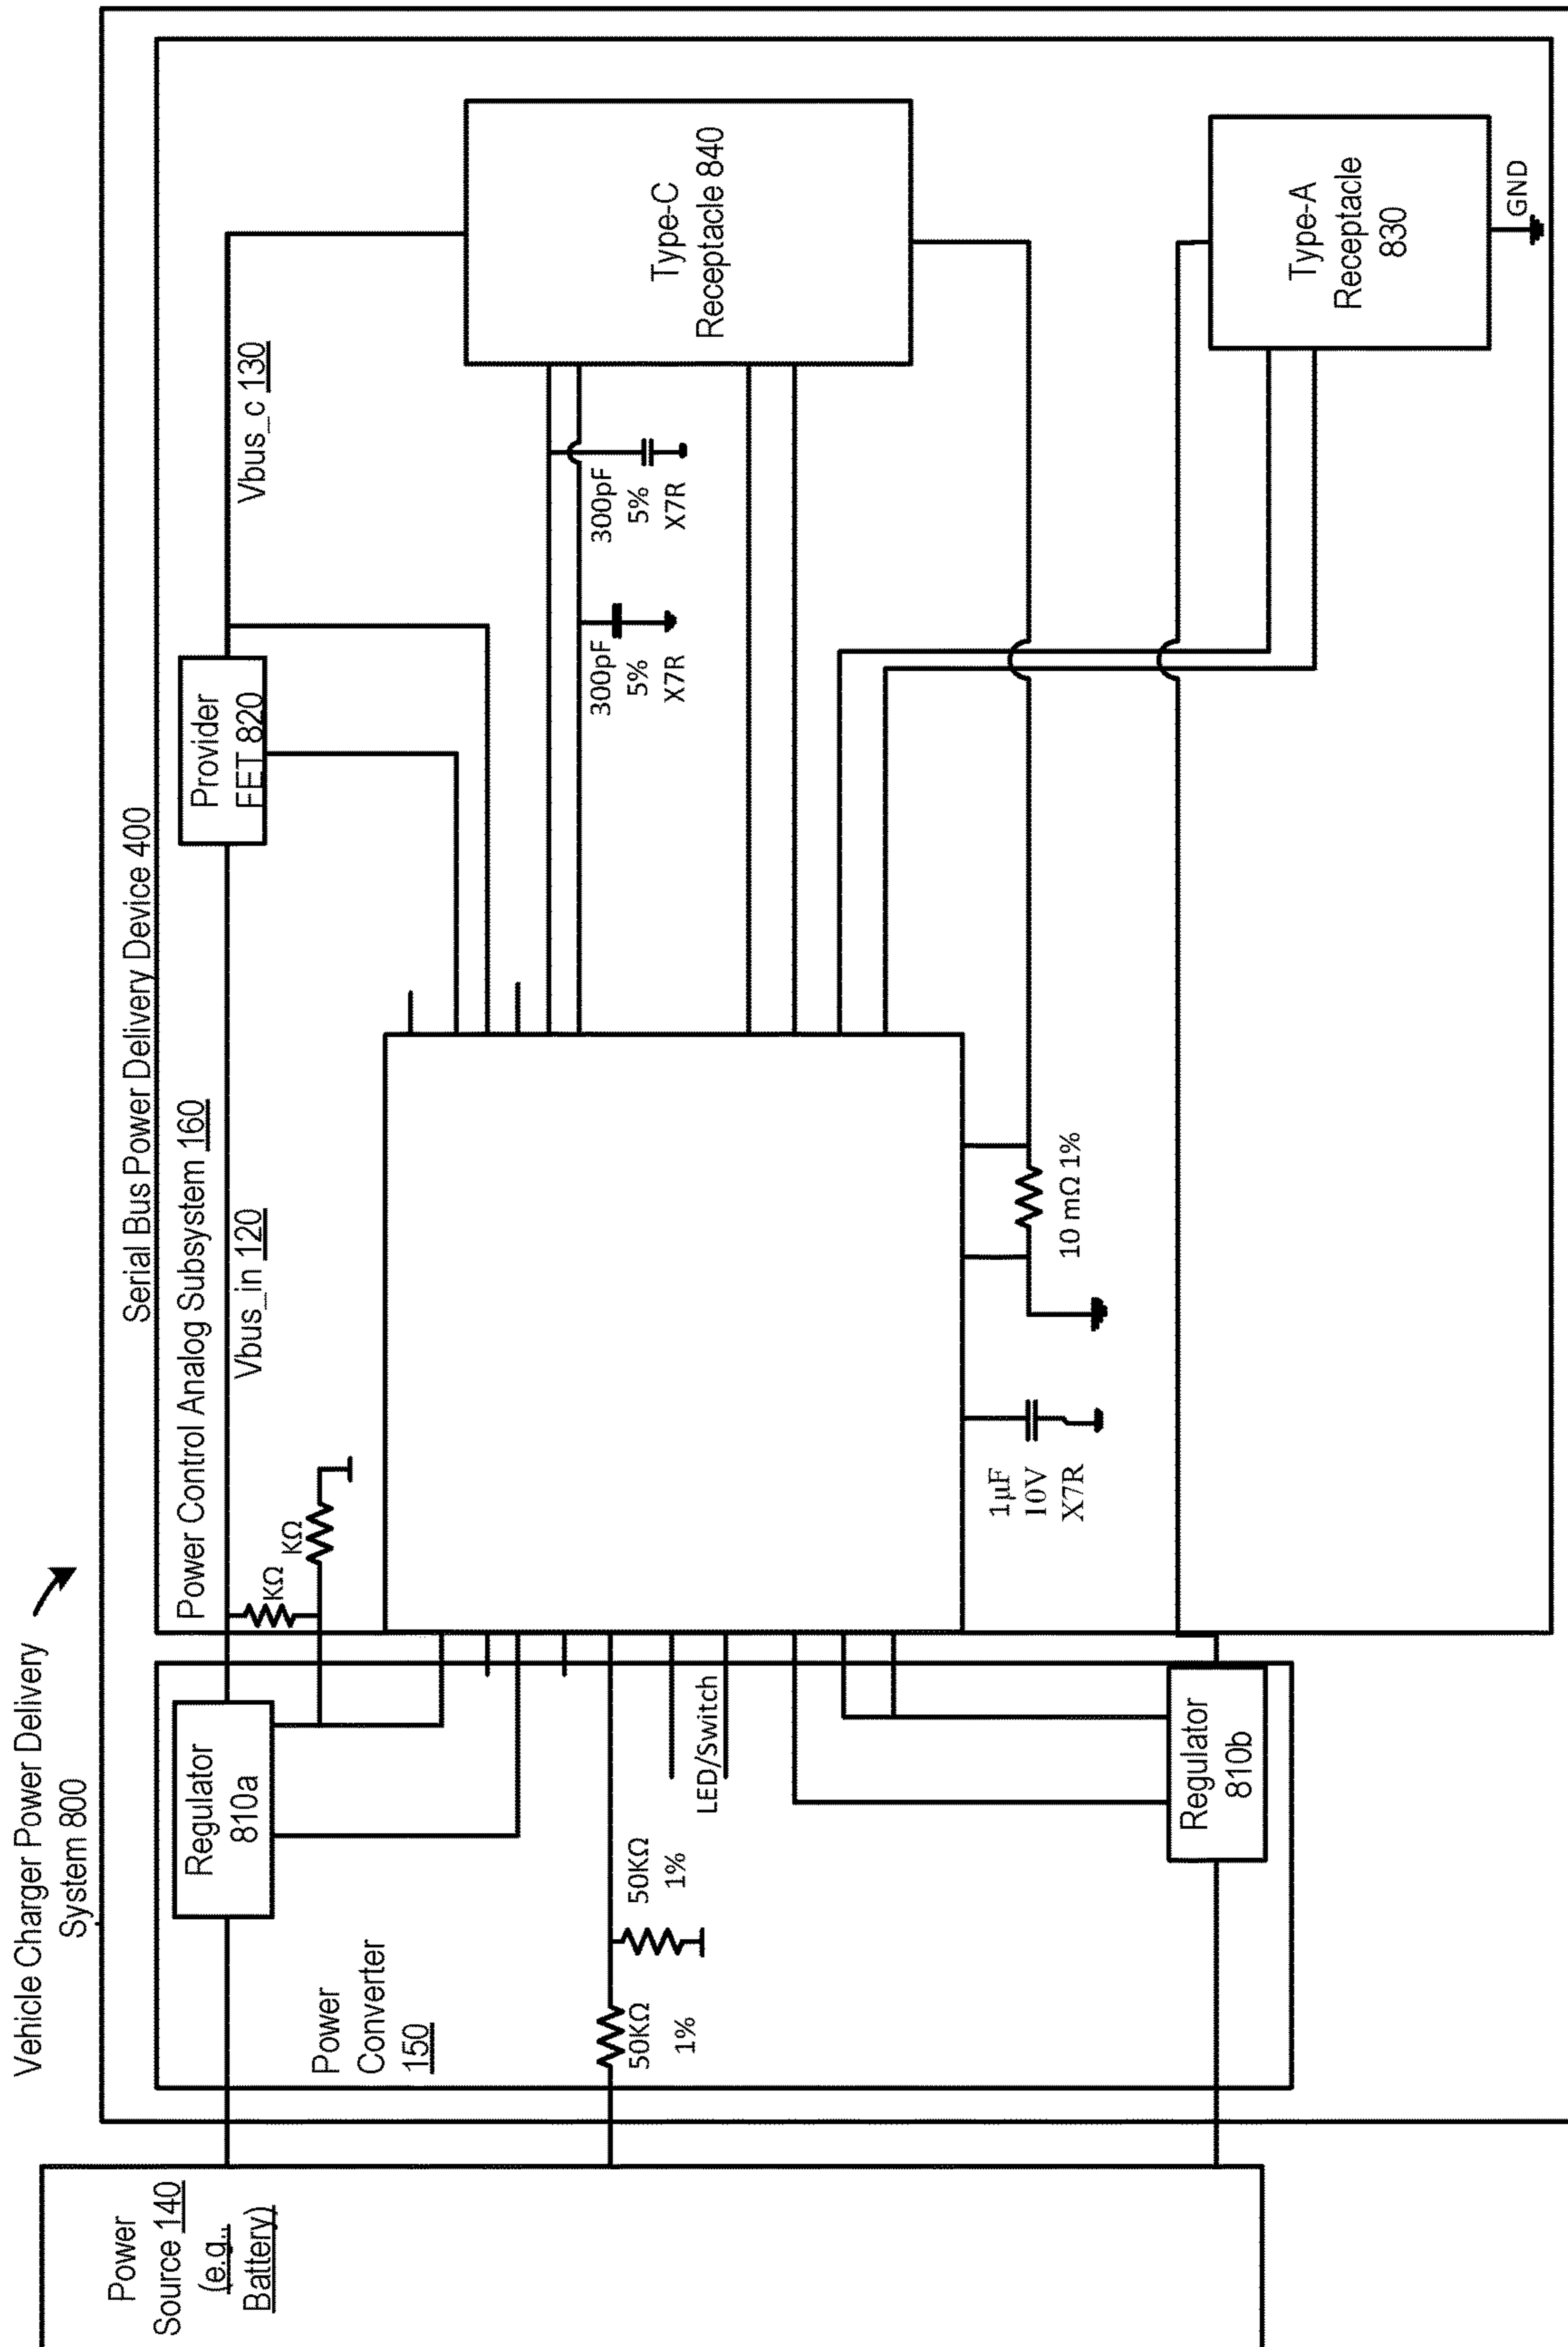 Vehicle Charger Power Delivery
System 800
Power
Source 140
(e.g.,
Battery)
Power
Converter
150
Regulator
810a
Regulator
810b
50KΩ
1%
50KΩ
1%
LED/Switch
Serial Bus Power Delivery Device 400
Power Control Analog Subsystem 160
Vbus_in 120
KΩ
KΩ
1µF
10V
X7R
10 mΩ 1%
Provider
FET 820
Vbus_c 130
300pF
5%
X7R
300pF
5%
X7R
Type-C
Receptacle 840
Type-A
Receptacle
830
GND